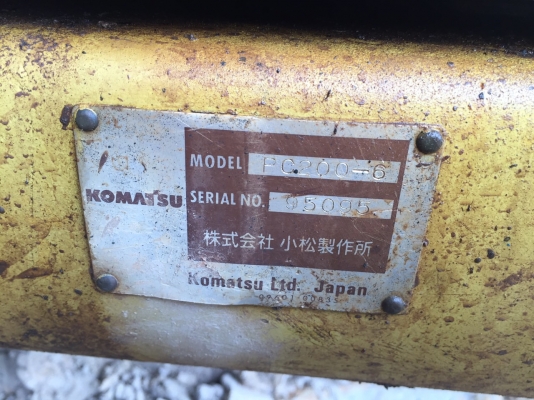 MODEL PC200-6
KOMATSU
SERIAL NO. 95095
株式会社 小松製作所
Komatsu Ltd. Japan